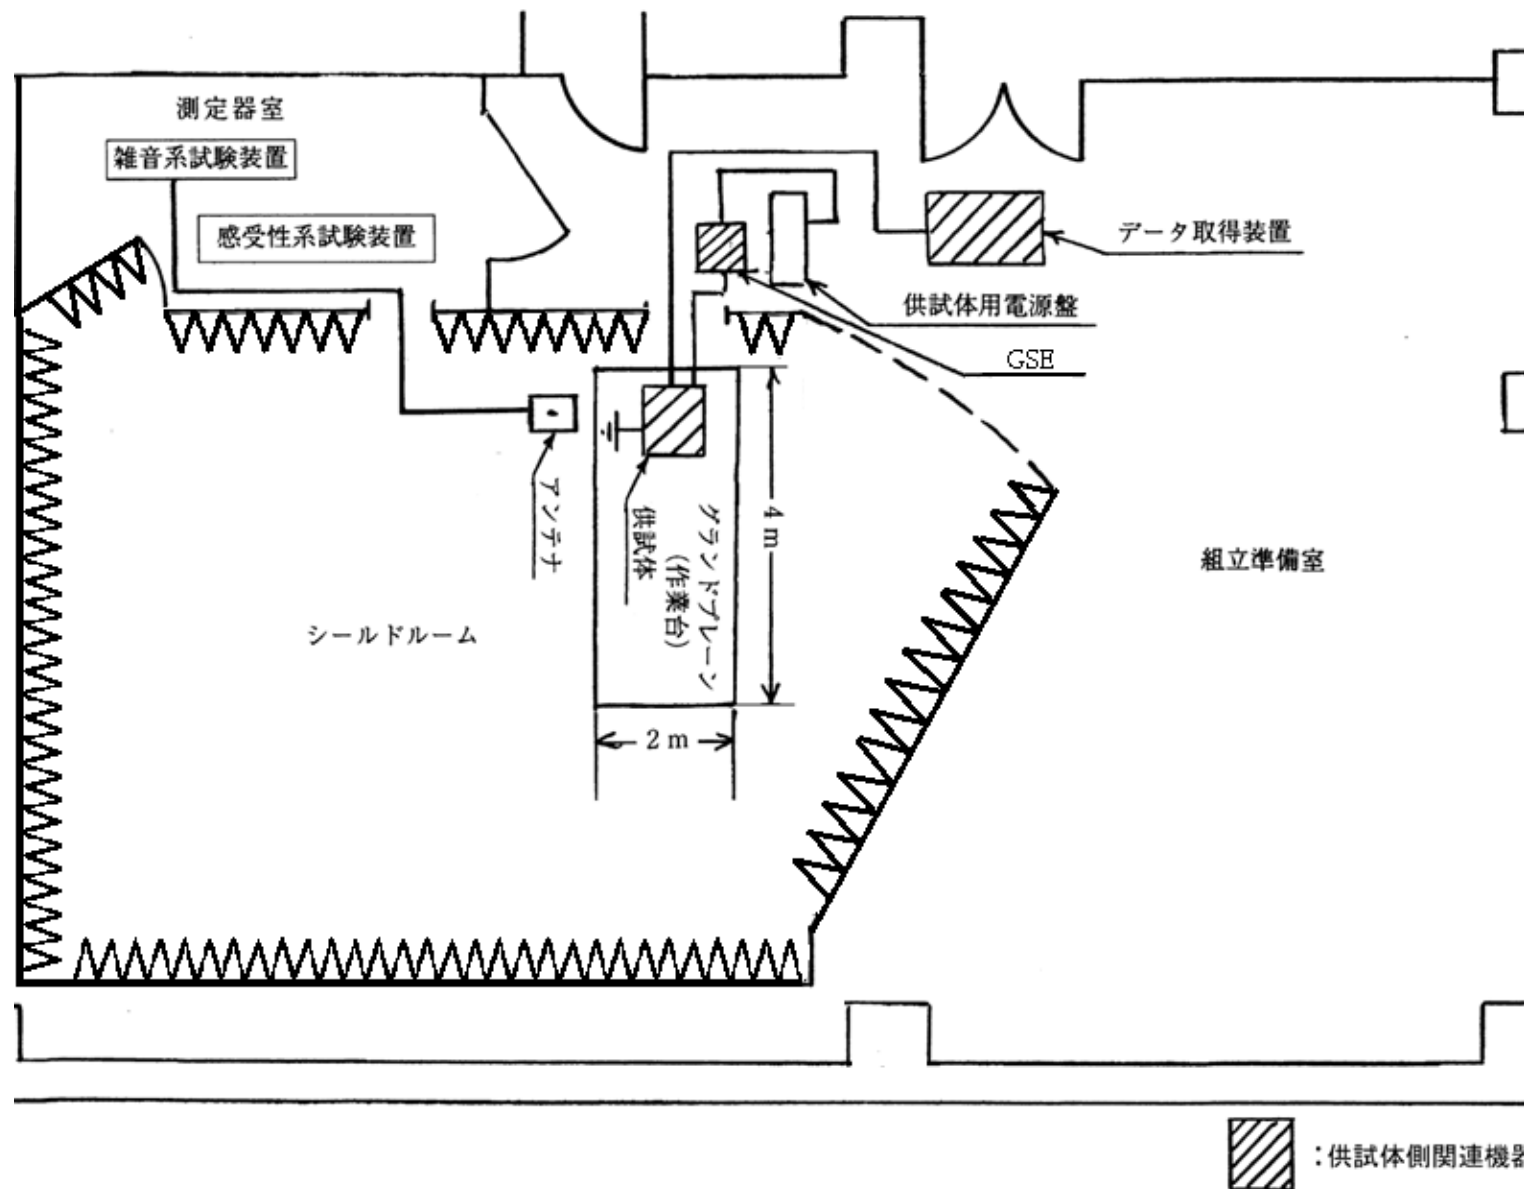 測定器室
雑音系試験装置
感受性系試験装置
データ取得装置
供試体用電源盤
GSE
アンテナ
供試体
グランドプレーン
(作業台)
4m
2m
シールドルーム
組立準備室
:供試体側関連機器